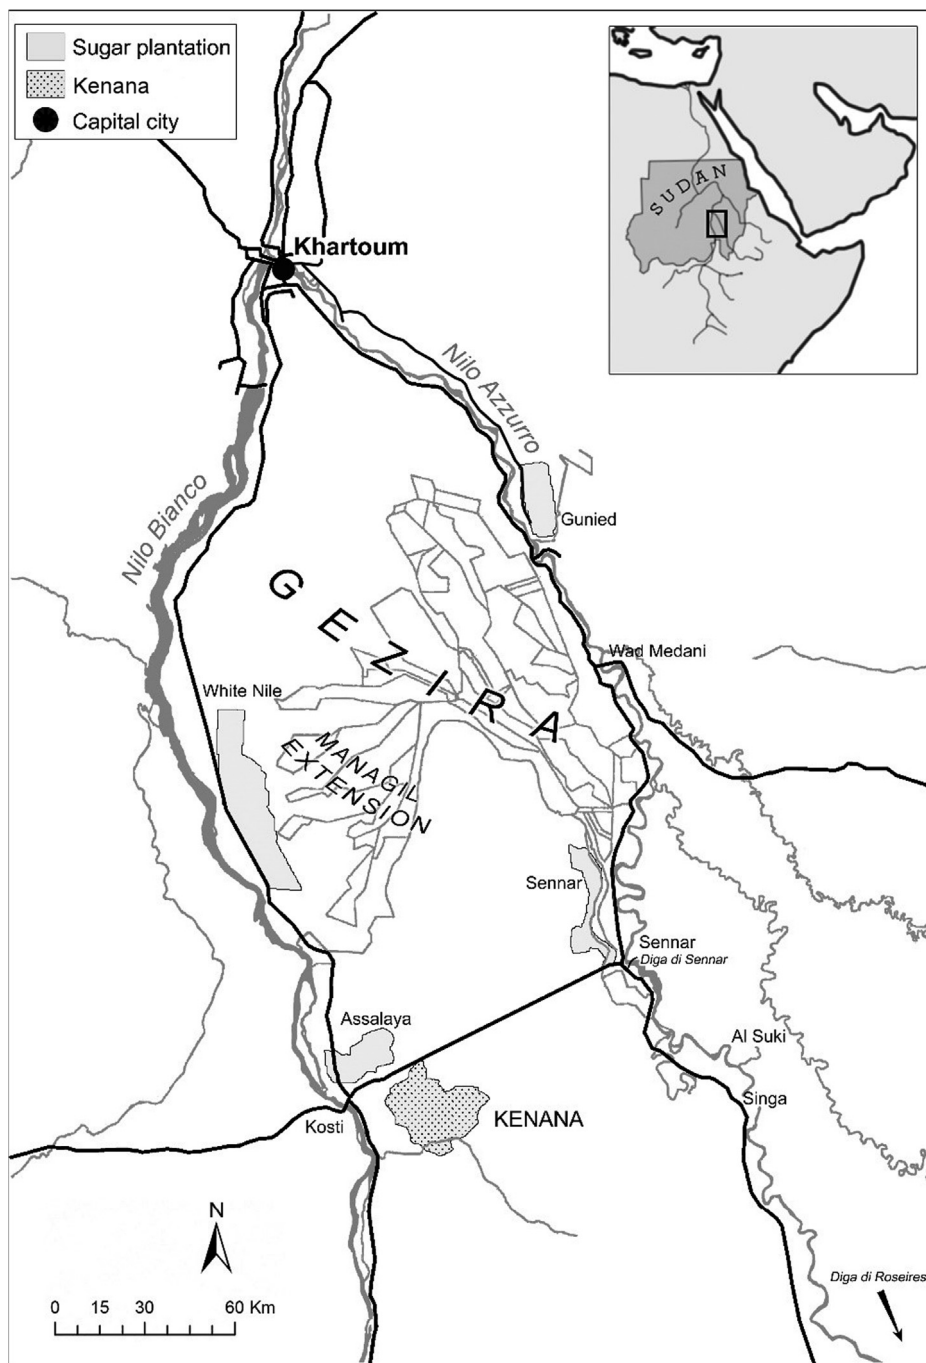 Sugar plantation
Kenana
Capital city
SUDAN
Khartoum
Nilo Azzurro
Nilo Bianco
Gunied
GEZIRA
Wad Medani
White Nile
MANAGIL
EXTENSION
Sennar
Sennar
Diga di Sennar
Assalaya
Al Suki
Singa
Kosti
KENANA
N
Diga di Roseires
0 15 30 60 Km